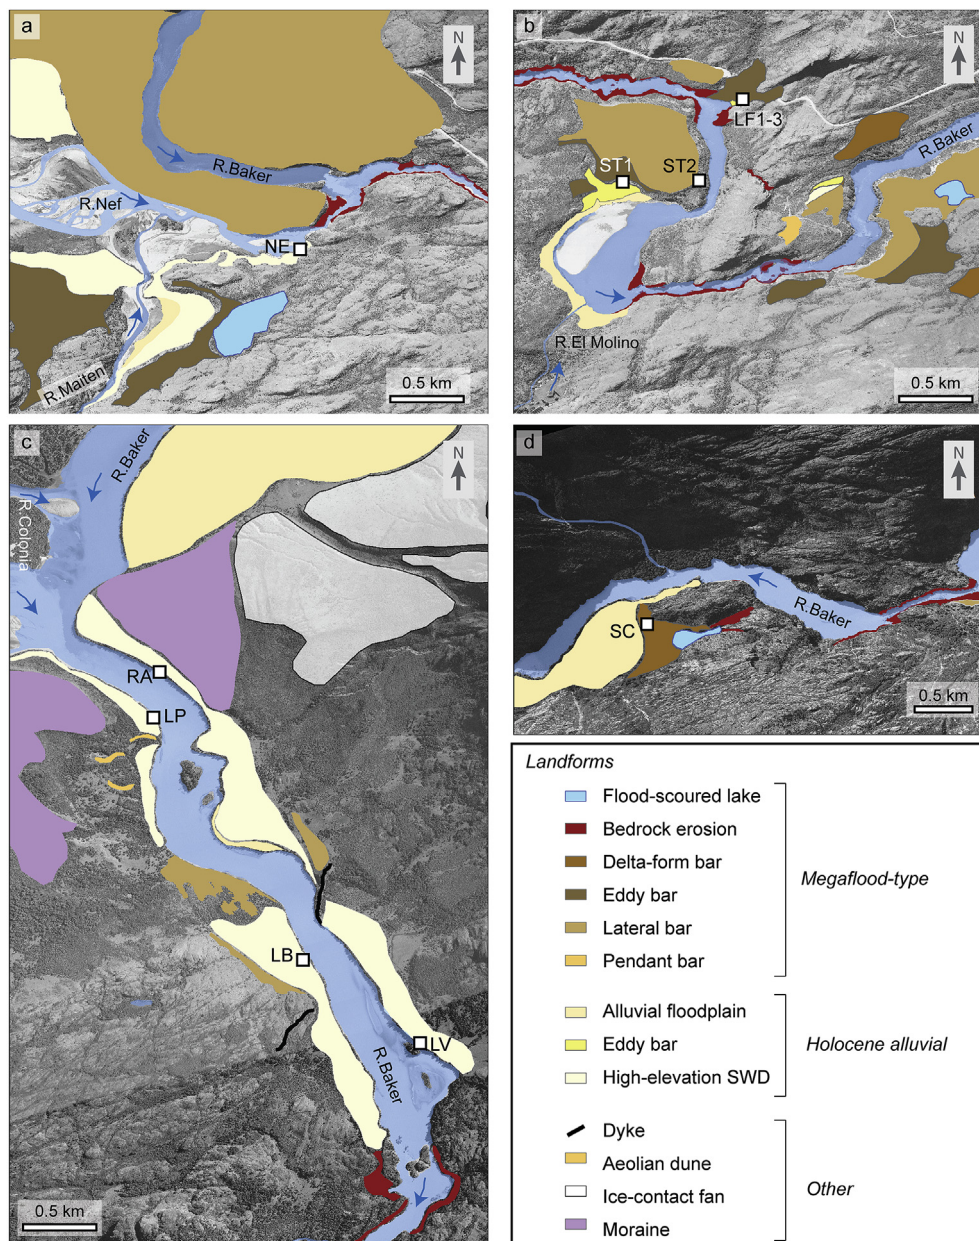 a
N
R.Baker
R.Nef
NE
R.Maiten
0.5 km
b
N
R.Baker
LF1-3
ST1
ST2
R.El Molino
0.5 km
c
N
R.Baker
R.Colonia
RA
LP
LB
LV
R.Baker
0.5 km
d
N
R.Baker
SC
0.5 km
Landforms
Flood-scoured lake
Bedrock erosion
Delta-form bar
Eddy bar
Lateral bar
Pendant bar
Megaflood-type
Alluvial floodplain
Eddy bar
High-elevation SWD
Holocene alluvial
Dyke
Aeolian dune
Ice-contact fan
Moraine
Other